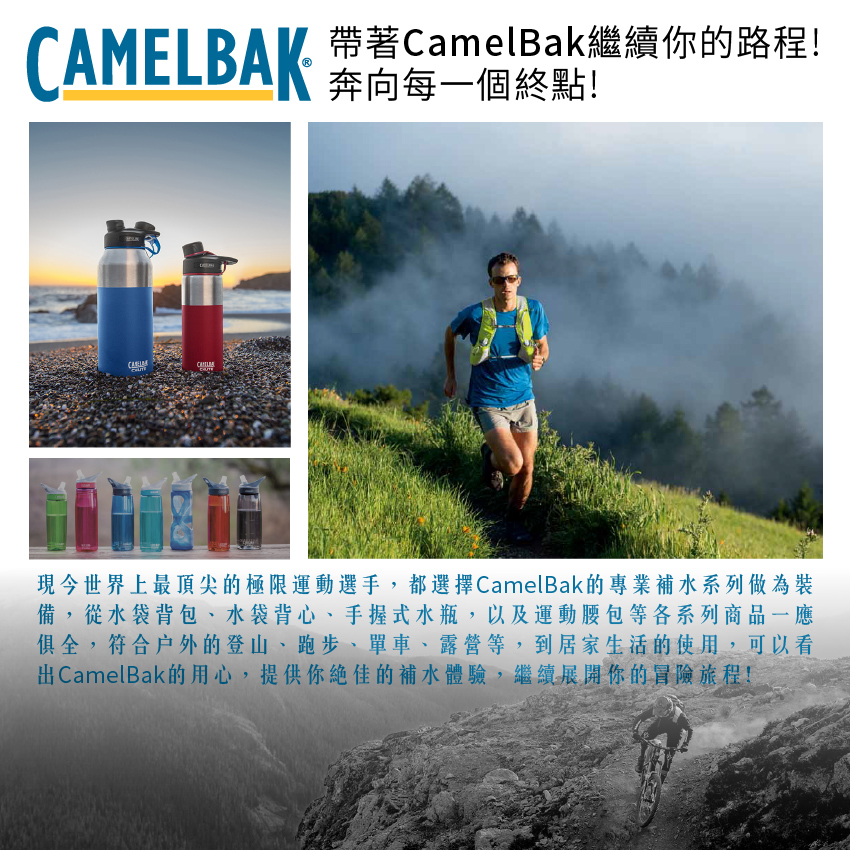 CAMELBAK®
帶著CamelBak繼續你的路程!
奔向每一個終點!
CAMELBAK
CHUTE
CAMELBAK
CHUTE
現今世界上最頂尖的極限運動選手，都選擇CamelBak的專業補水系列做為裝
備，從水袋背包、水袋背心、手握式水瓶，以及運動腰包等各系列商品一應
俱全，符合户外的登山、跑步、單車、露營等，到居家生活的使用，可以看
出CamelBak的用心，提供你絶佳的補水體驗，繼續展開你的冒險旅程!